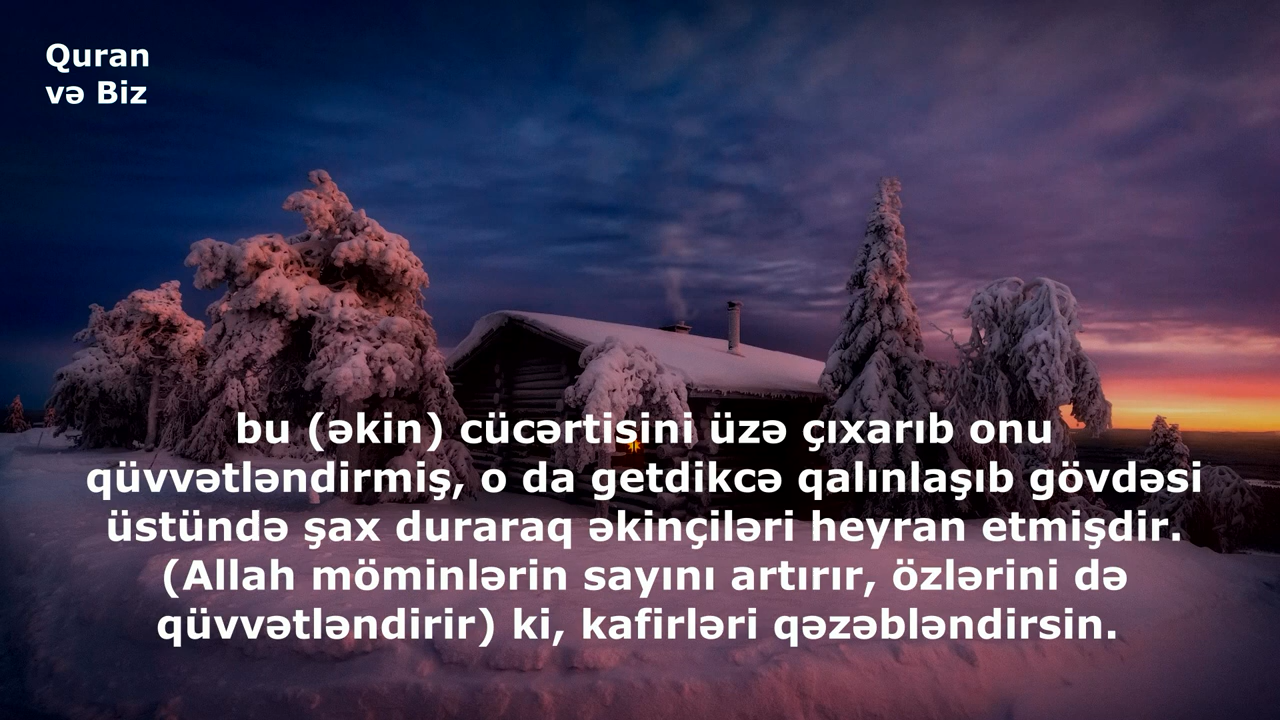 Quran
və Biz
bu (əkin) cücərtisini üzə çıxarıb onu
qüvvətləndirmiş, o da getdikcə qalınlaşıb gövdəsi
üstündə şax duraraq əkinçiləri heyran etmişdir.
(Allah möminlərin sayını artırır, özlərini də
qüvvətləndirir) ki, kafirləri qəzəbləndirsin.